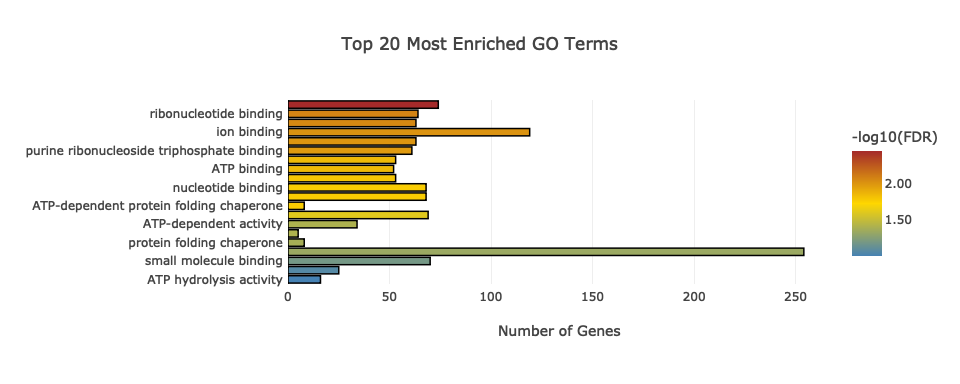 Top 20 Most Enriched GO Terms
ribonucleotide binding
ion binding
purine ribonucleoside triphosphate binding
ATP binding
nucleotide binding
ATP-dependent protein folding chaperone
ATP-dependent activity
protein folding chaperone
small molecule binding
ATP hydrolysis activity
0 50 100 150 200 250
Number of Genes
-log10(FDR)
2.00
1.50